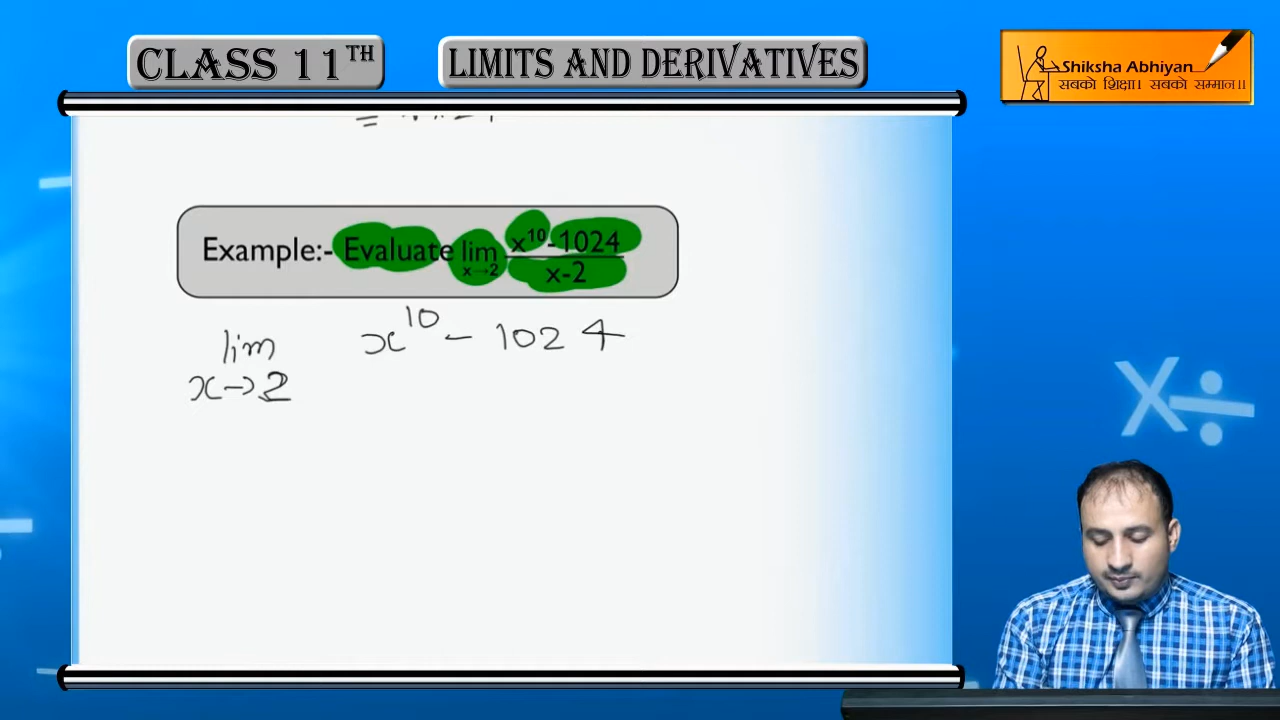 CLASS 11TH
LIMITS AND DERIVATIVES
Shiksha Abhiyan
सबको शिक्षा। सबको सम्मान।।
Example:- Evaluate lim x→2 x¹⁰-1024 / x-2
lim x¹⁰ - 1024
x→2
X÷